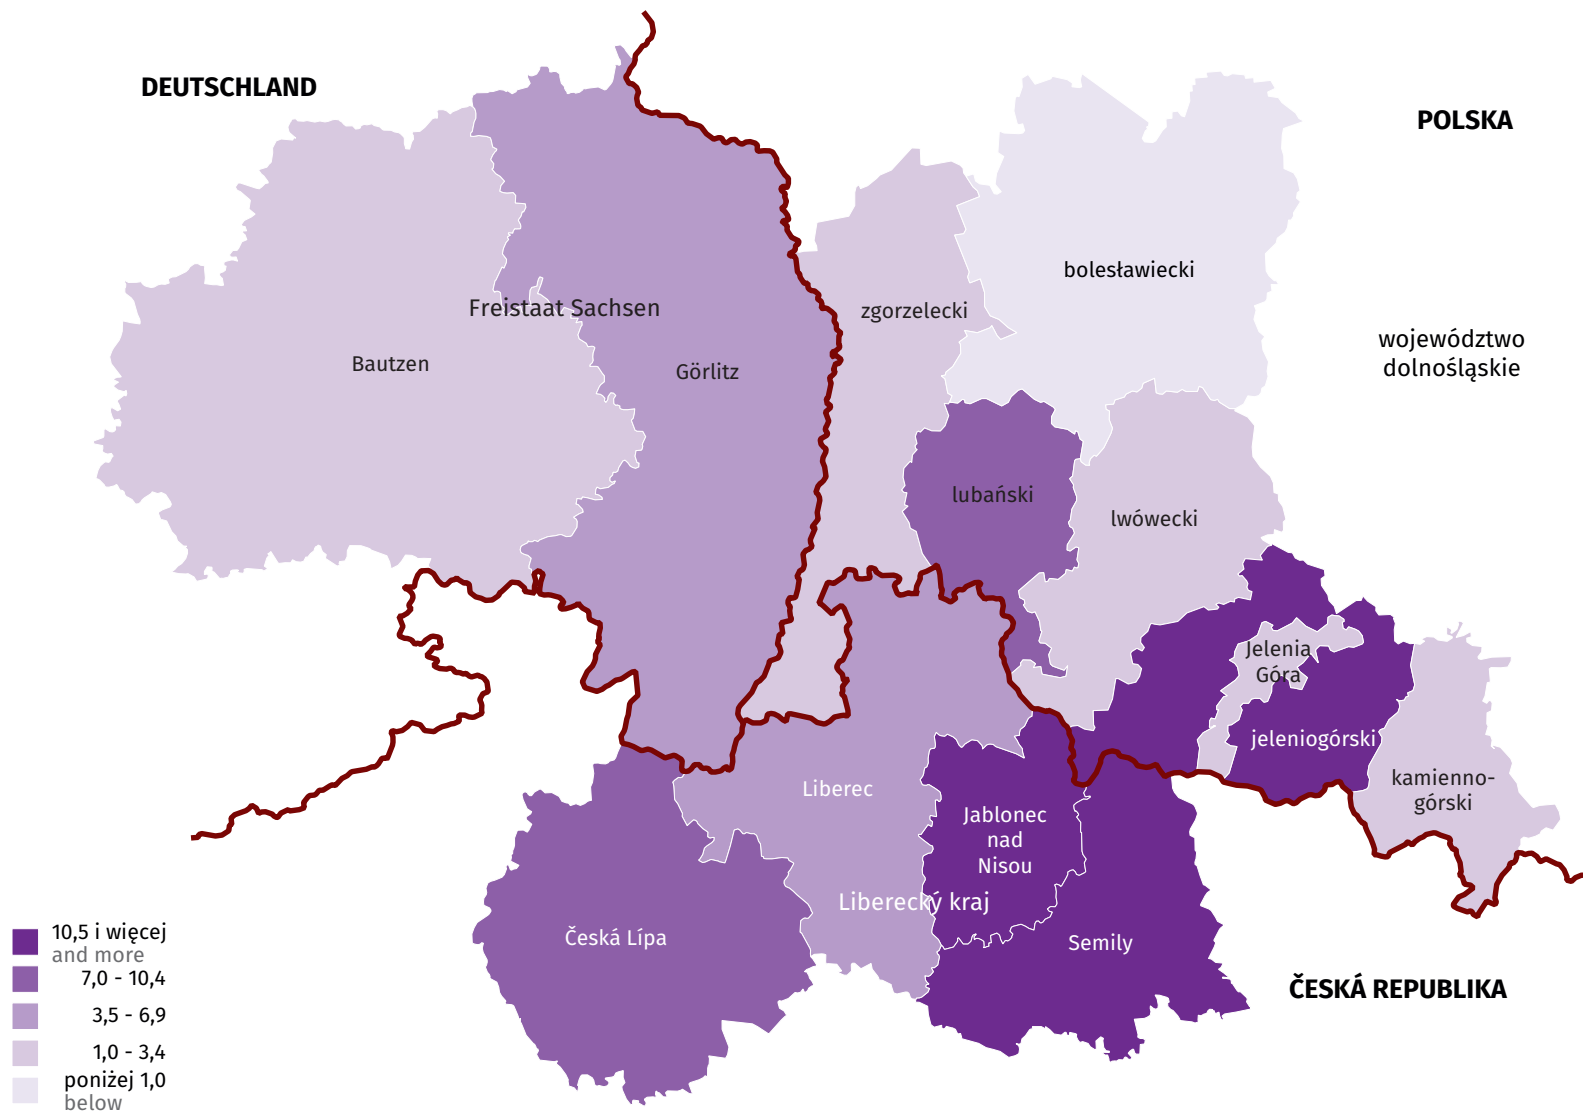 DEUTSCHLAND
POLSKA
bolesławiecki
zgorzelecki
Freistaat Sachsen
województwo
dolnośląskie
Bautzen
Görlitz
lubański
lwówecki
Jelenia
Góra
jeleniogórski
kamienno-
górski
Liberec
Jablonec
nad
Nisou
Liberecký kraj
Česká Lípa
Semily
ČESKÁ REPUBLIKA
10,5 i więcej
and more
7,0 - 10,4
3,5 - 6,9
1,0 - 3,4
poniżej 1,0
below